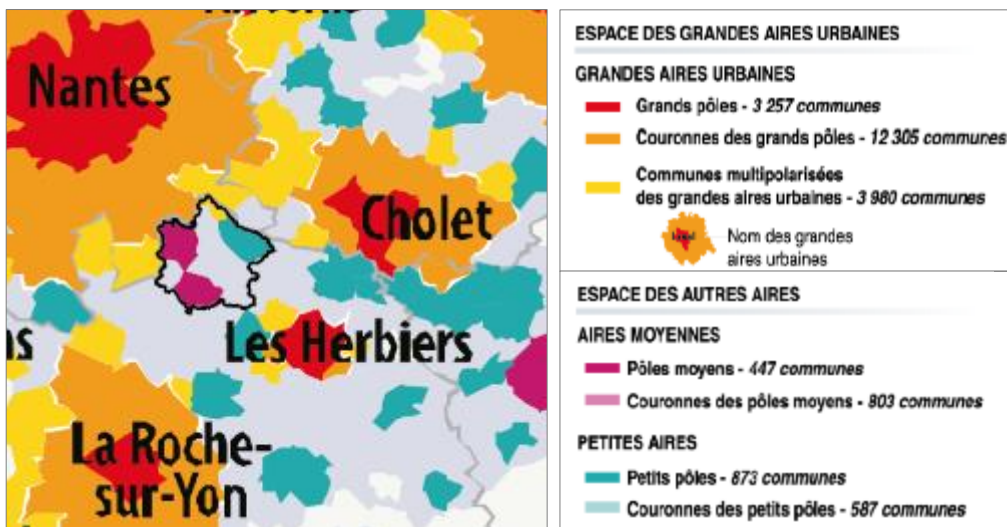 Nantes
Cholet
Les Herbiers
La Roche-
sur-Yon
ESPACE DES GRANDES AIRES URBAINES
GRANDES AIRES URBAINES
Grands pôles - 3 257 communes
Couronnes des grands pôles - 12 305 communes
Communes multipolarisées
des grandes aires urbaines - 3 980 communes
Nom des grandes
aires urbaines
ESPACE DES AUTRES AIRES
AIRES MOYENNES
Pôles moyens - 447 communes
Couronnes des pôles moyens - 803 communes
PETITES AIRES
Petits pôles - 873 communes
Couronnes des petits pôles - 587 communes